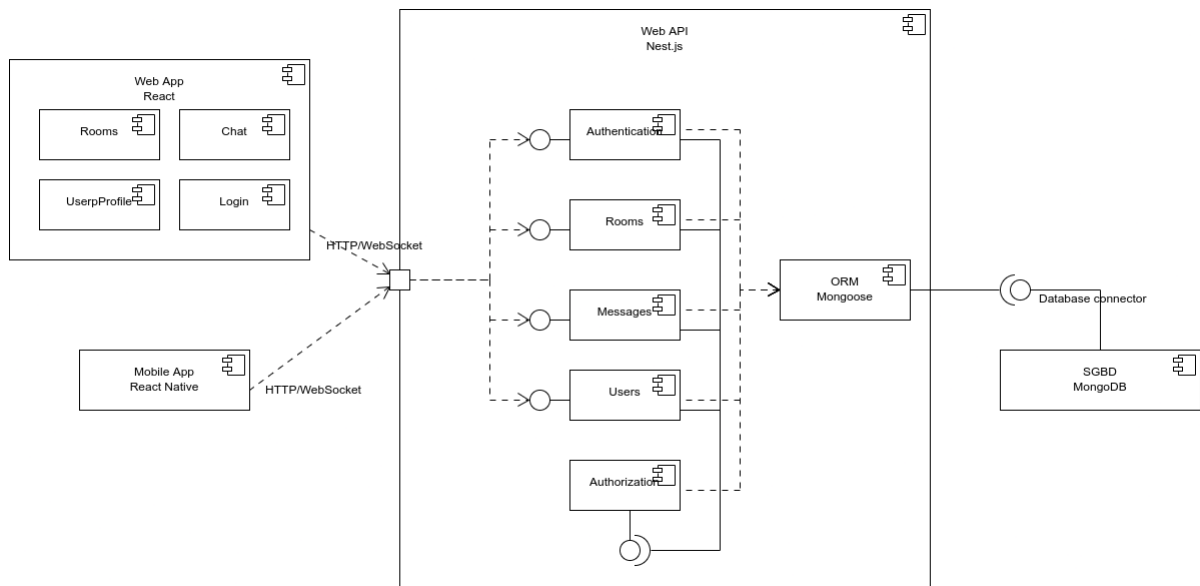 Web API
Nest.js
Web App
React
Rooms
Chat
UserpProfile
Login
HTTP/WebSocket
Mobile App
React Native
HTTP/WebSocket
Authentication
Rooms
Messages
Users
Authorization
ORM
Mongoose
Database connector
SGBD
MongoDB